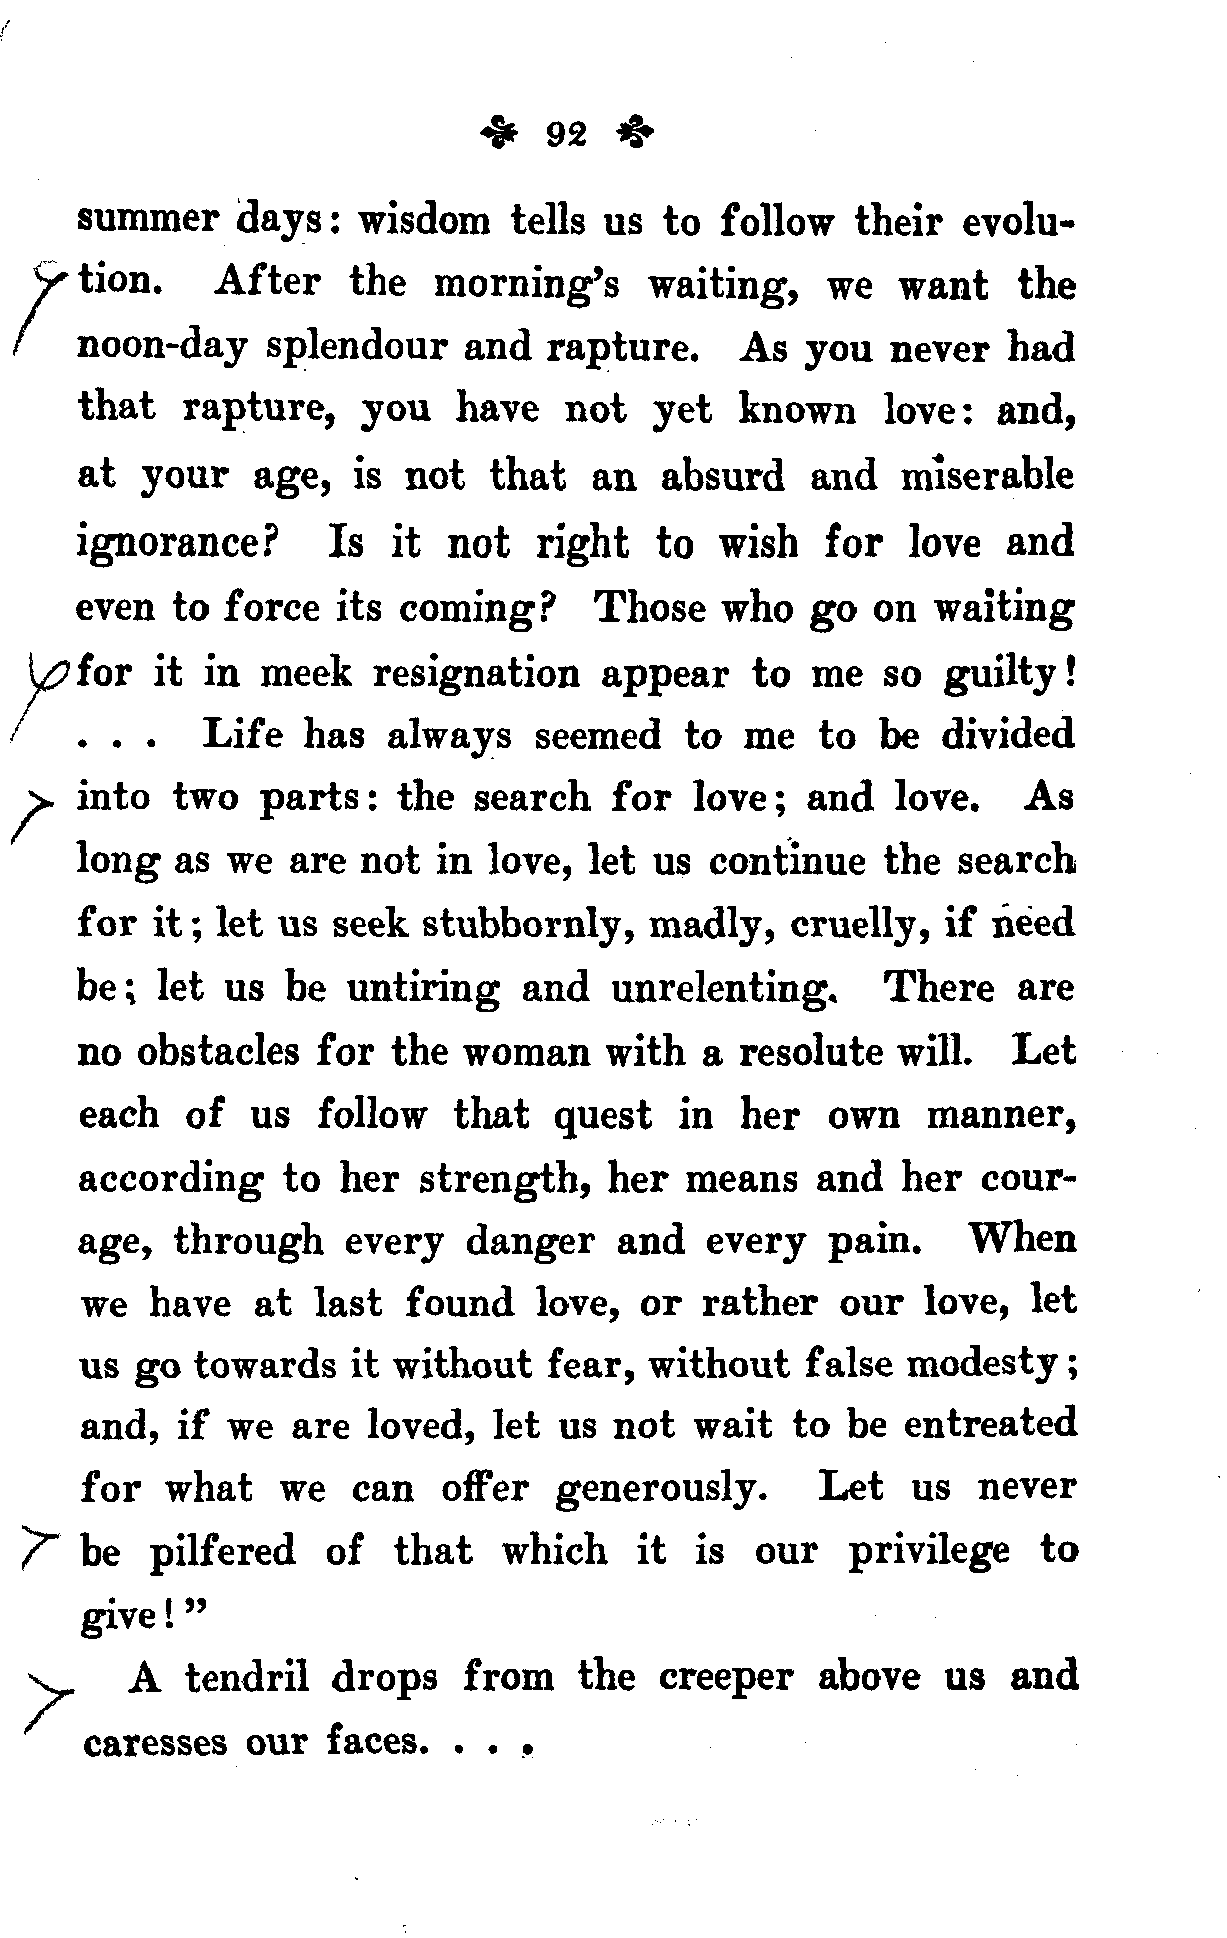 92
summer days: wisdom tells us to follow their evolu-
tion. After the morning's waiting, we want the
noon-day splendour and rapture. As you never had
that rapture, you have not yet known love: and,
at your age, is not that an absurd and miserable
ignorance? Is it not right to wish for love and
even to force its coming? Those who go on waiting
for it in meek resignation appear to me so guilty!
. . . Life has always seemed to me to be divided
into two parts: the search for love; and love. As
long as we are not in love, let us continue the search
for it; let us seek stubbornly, madly, cruelly, if need
be; let us be untiring and unrelenting. There are
no obstacles for the woman with a resolute will. Let
each of us follow that quest in her own manner,
according to her strength, her means and her cour-
age, through every danger and every pain. When
we have at last found love, or rather our love, let
us go towards it without fear, without false modesty;
and, if we are loved, let us not wait to be entreated
for what we can offer generously. Let us never
be pilfered of that which it is our privilege to
give!"
A tendril drops from the creeper above us and
caresses our faces. . . .